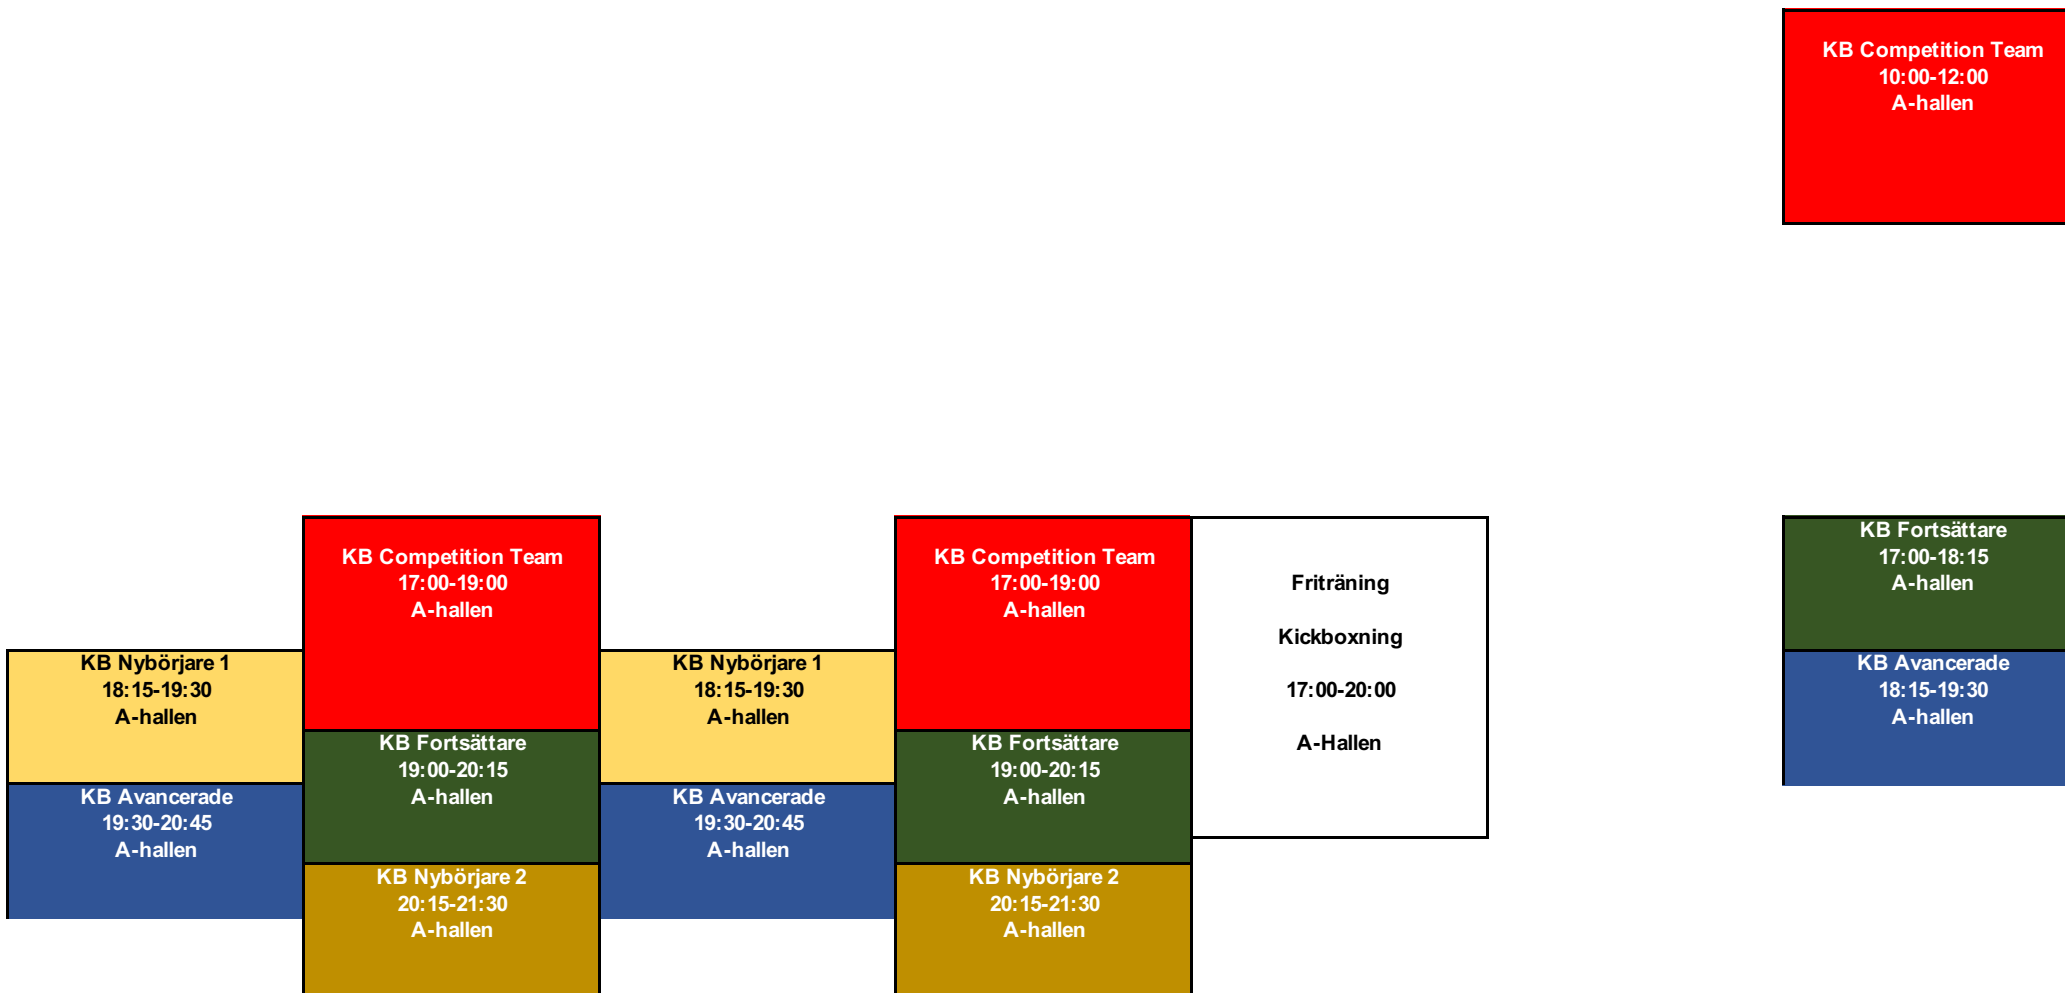 KB Competition Team
10:00-12:00
A-hallen
KB Nybörjare 1
18:15-19:30
A-hallen
KB Avancerade
19:30-20:45
A-hallen
KB Competition Team
17:00-19:00
A-hallen
KB Fortsättare
19:00-20:15
A-hallen
KB Nybörjare 2
20:15-21:30
A-hallen
KB Nybörjare 1
18:15-19:30
A-hallen
KB Avancerade
19:30-20:45
A-hallen
KB Competition Team
17:00-19:00
A-hallen
KB Fortsättare
19:00-20:15
A-hallen
KB Nybörjare 2
20:15-21:30
A-hallen
Friträning
Kickboxning
17:00-20:00
A-Hallen
KB Fortsättare
17:00-18:15
A-hallen
KB Avancerade
18:15-19:30
A-hallen